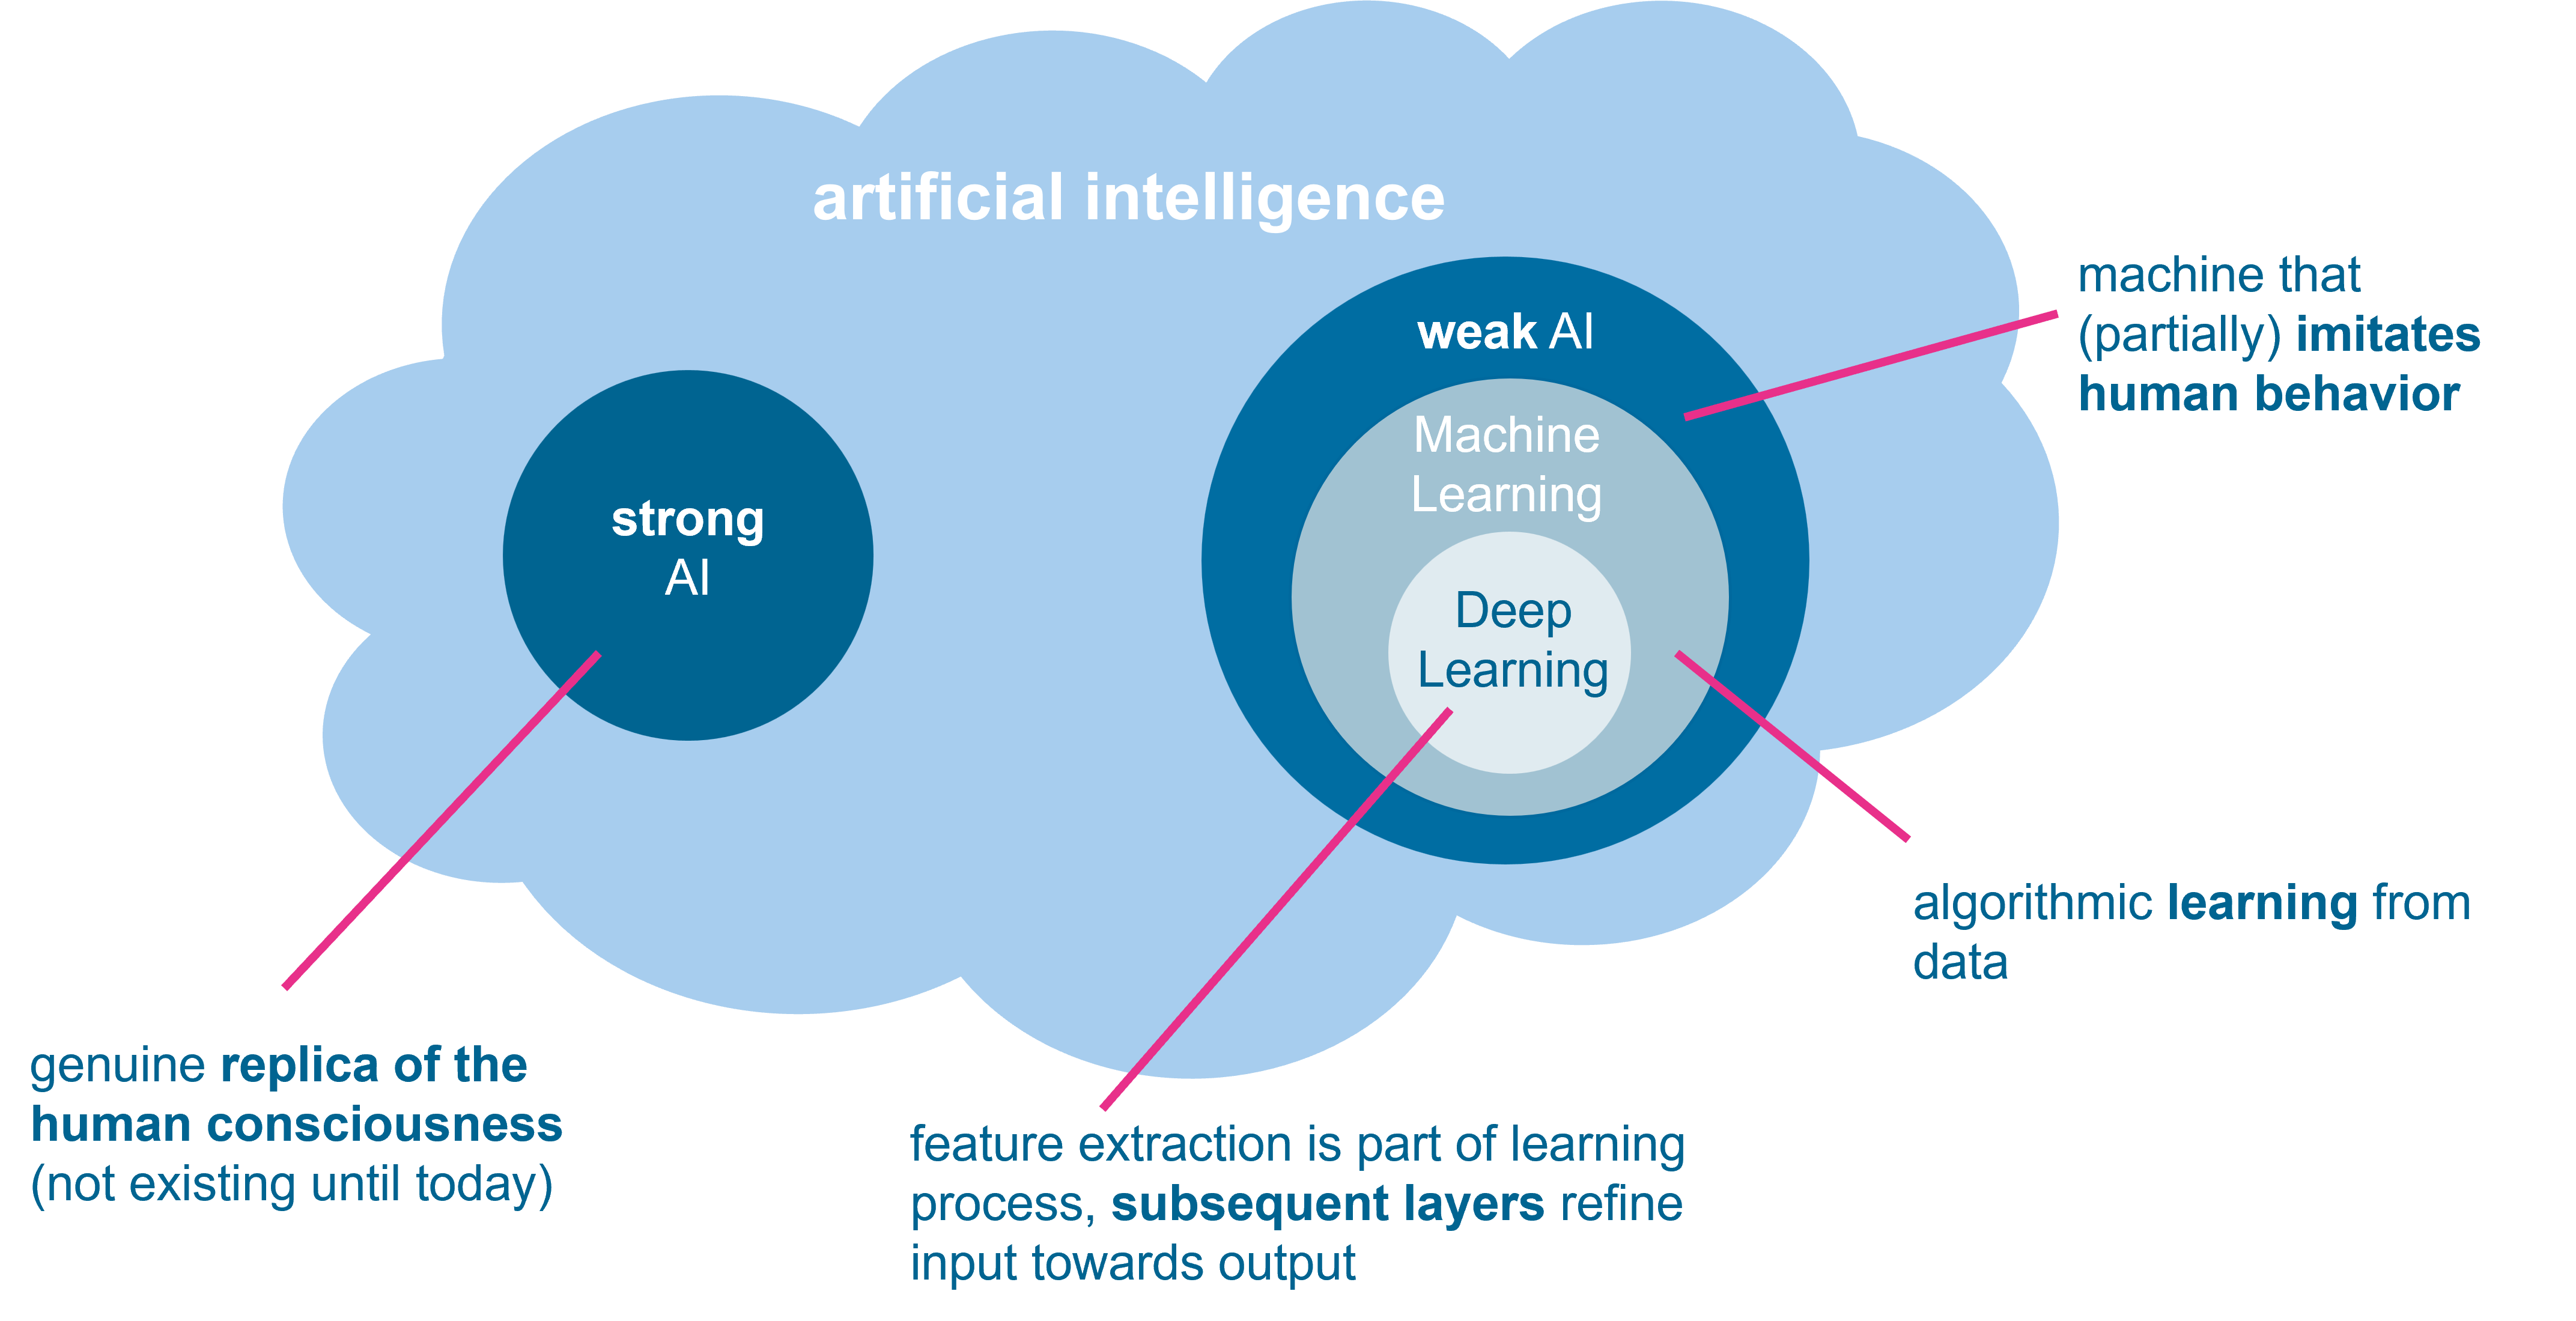 artificial intelligence
weak AI
machine that
(partially) imitates
human behavior
Machine
Learning
strong
AI
Deep
Learning
algorithmic learning from
data
genuine replica of the
human consciousness
(not existing until today)
feature extraction is part of learning
process, subsequent layers refine
input towards output